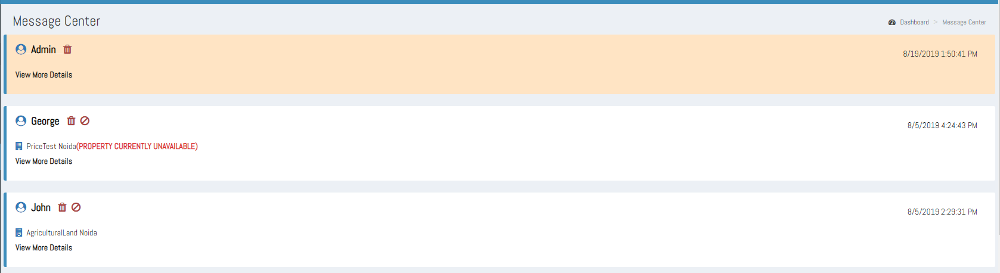 Message Center
Dashboard > Message Center
Admin
8/19/2019 1:50:41 PM
View More Details
George
8/5/2019 4:24:43 PM
PriceTest Noida(PROPERTY CURRENTLY UNAVAILABLE)
View More Details
John
8/5/2019 2:29:31 PM
AgriculturalLand Noida
View More Details